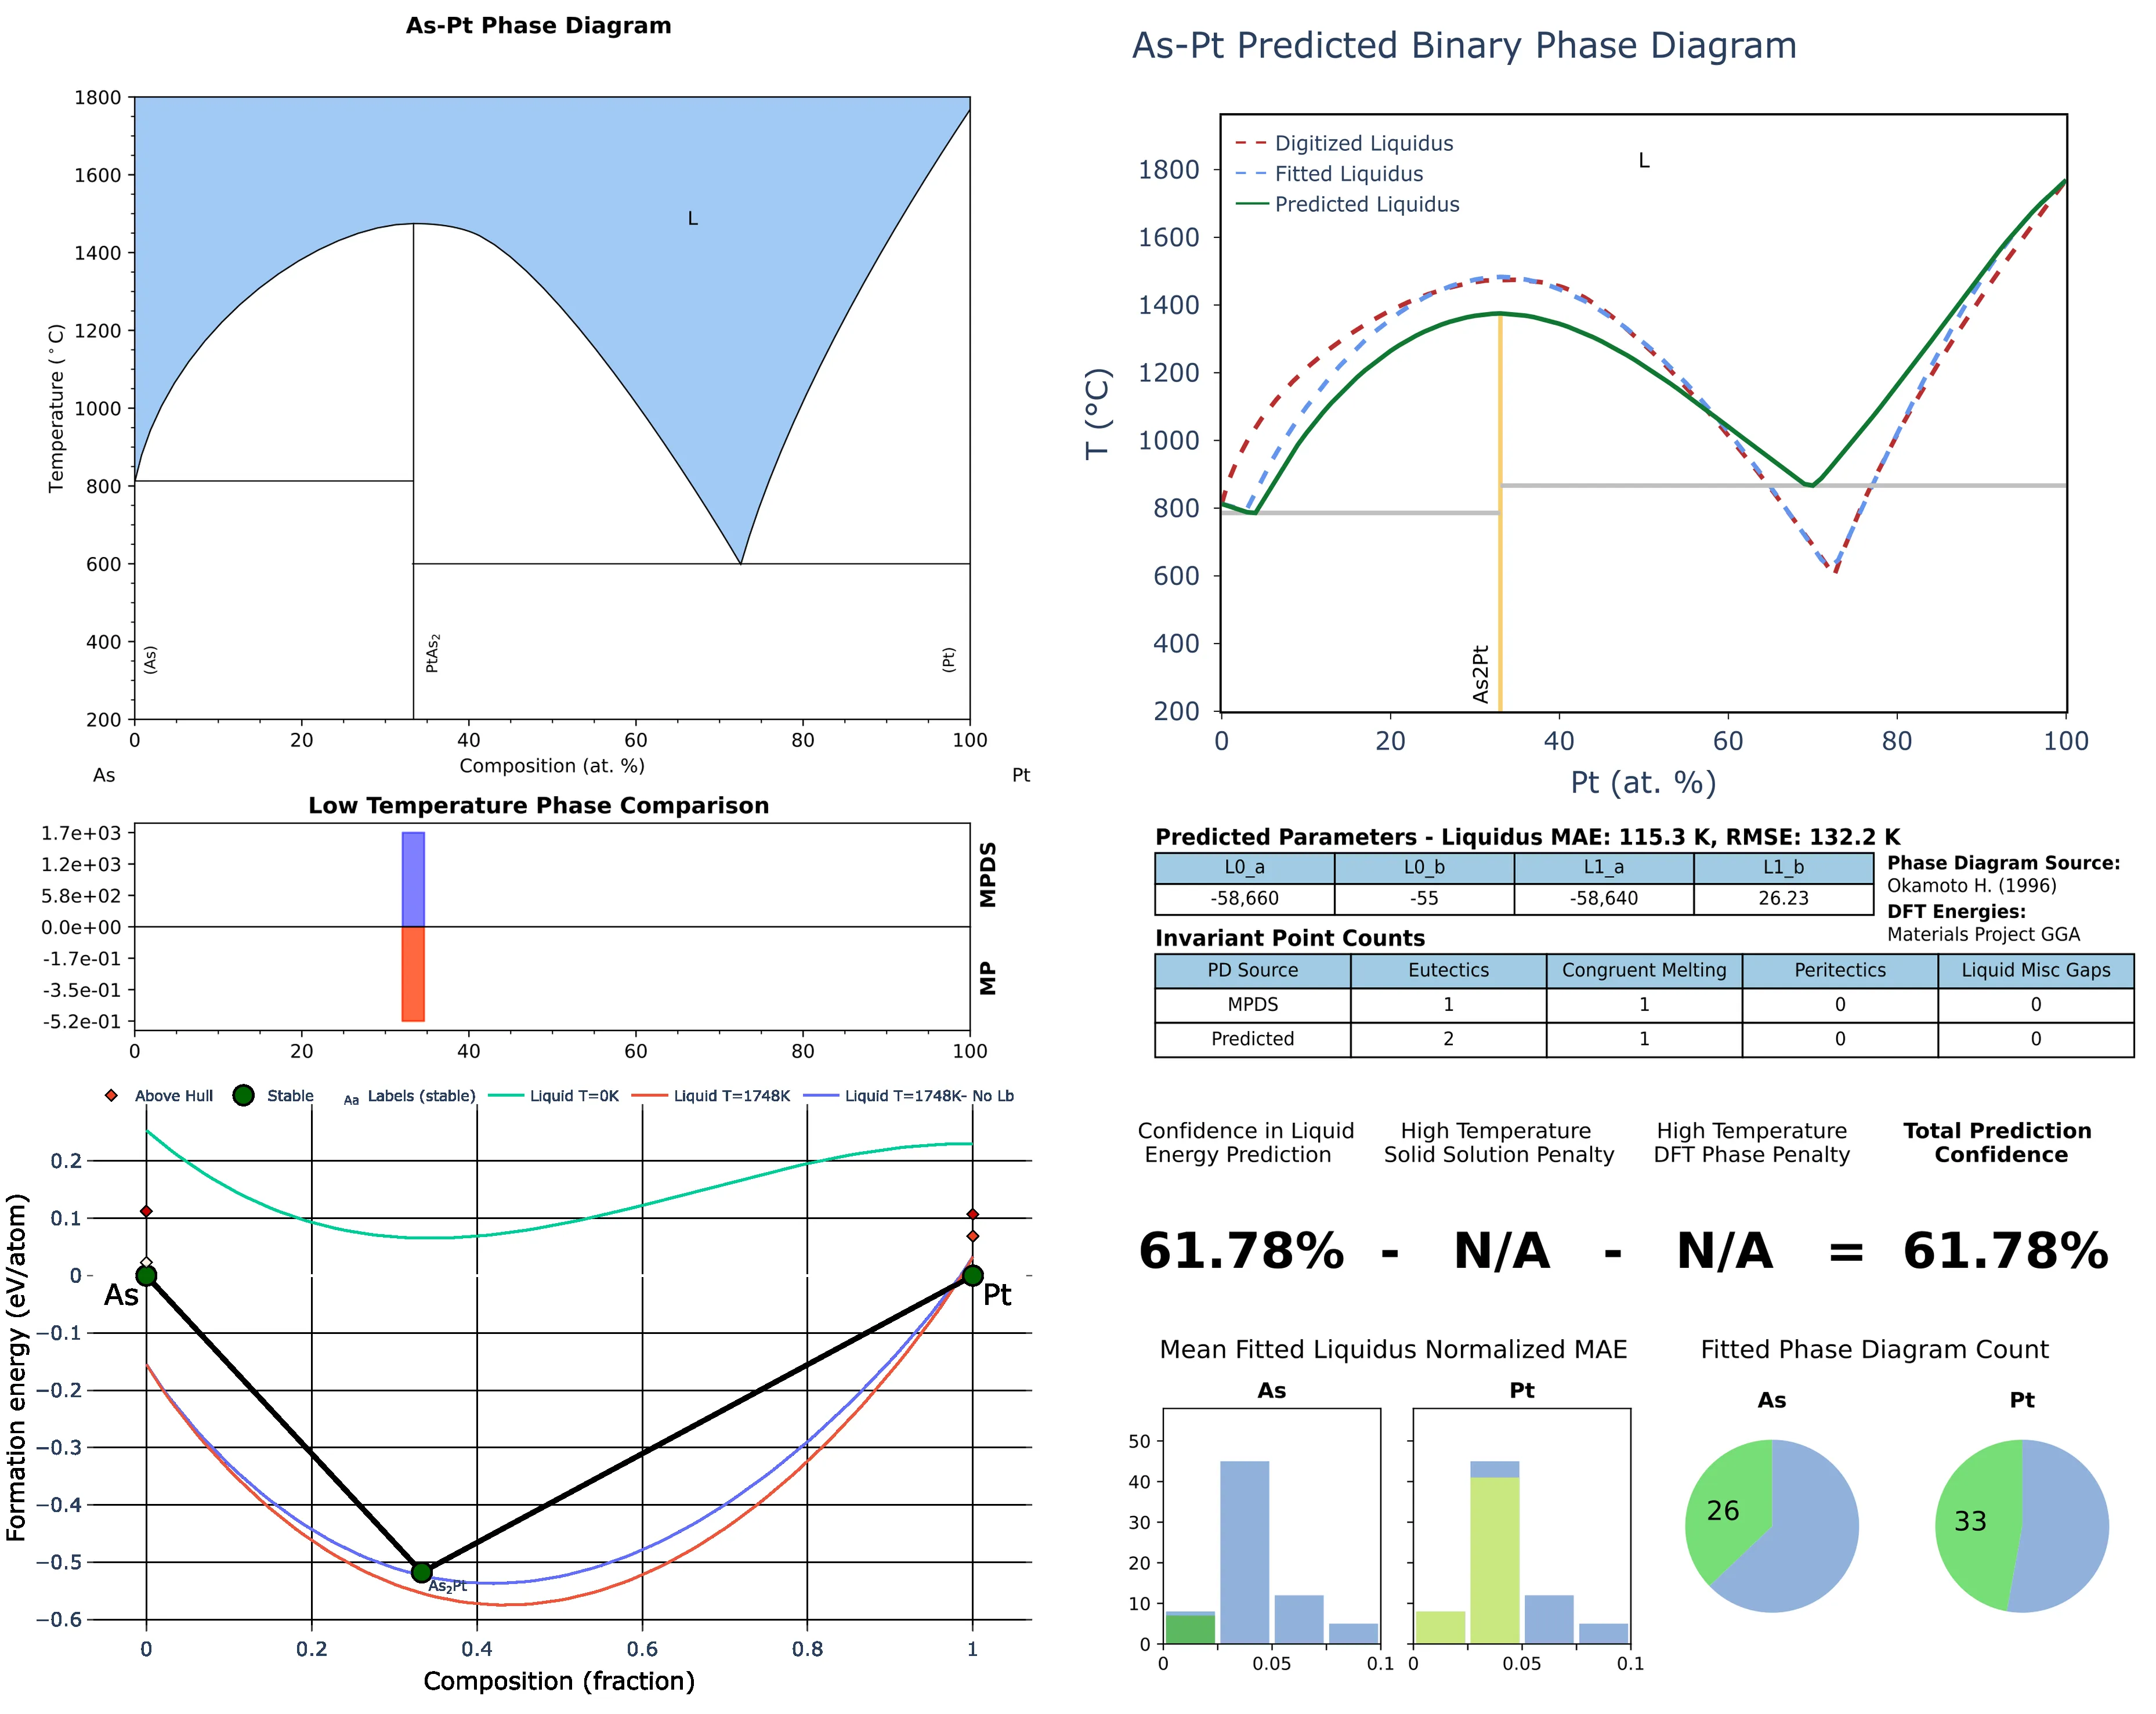 As-Pt Phase Diagram
1800
1600
1400
1200
1000
800
600
400
200
Temperature (°C)
L
(As)
PtAs2
(Pt)
0 20 40 60 80 100
Composition (at. %)
As Pt
As-Pt Predicted Binary Phase Diagram
Digitized Liquidus
Fitted Liquidus
Predicted Liquidus
L
1800
1600
1400
1200
1000
800
600
400
200
T (°C)
As2Pt
0 20 40 60 80 100
Pt (at. %)
Low Temperature Phase Comparison
1.7e+03
1.2e+03
5.8e+02
0.0e+00
-1.7e-01
-3.5e-01
-5.2e-01
MPDS
MP
0 20 40 60 80 100
Predicted Parameters - Liquidus MAE: 115.3 K, RMSE: 132.2 K
L0_a L0_b L1_a L1_b
-58,660 -55 -58,640 26.23
Phase Diagram Source:
Okamoto H. (1996)
DFT Energies:
Materials Project GGA
Invariant Point Counts
PD Source Eutectics Congruent Melting Peritectics Liquid Misc Gaps
MPDS 1 1 0 0
Predicted 2 1 0 0
Above Hull Stable Aa Labels (stable) Liquid T=0K Liquid T=1748K Liquid T=1748K- No Lb
0.2
0.1
0
−0.1
−0.2
−0.3
−0.4
−0.5
−0.6
Formation energy (eV/atom)
As
Pt
As2Pt
0 0.2 0.4 0.6 0.8 1
Composition (fraction)
Confidence in Liquid
Energy Prediction
High Temperature
Solid Solution Penalty
High Temperature
DFT Phase Penalty
Total Prediction
Confidence
61.78% - N/A - N/A = 61.78%
Mean Fitted Liquidus Normalized MAE
As Pt
50
40
30
20
10
0
0 0.05 0.1 0 0.05 0.1
Fitted Phase Diagram Count
As Pt
26 33